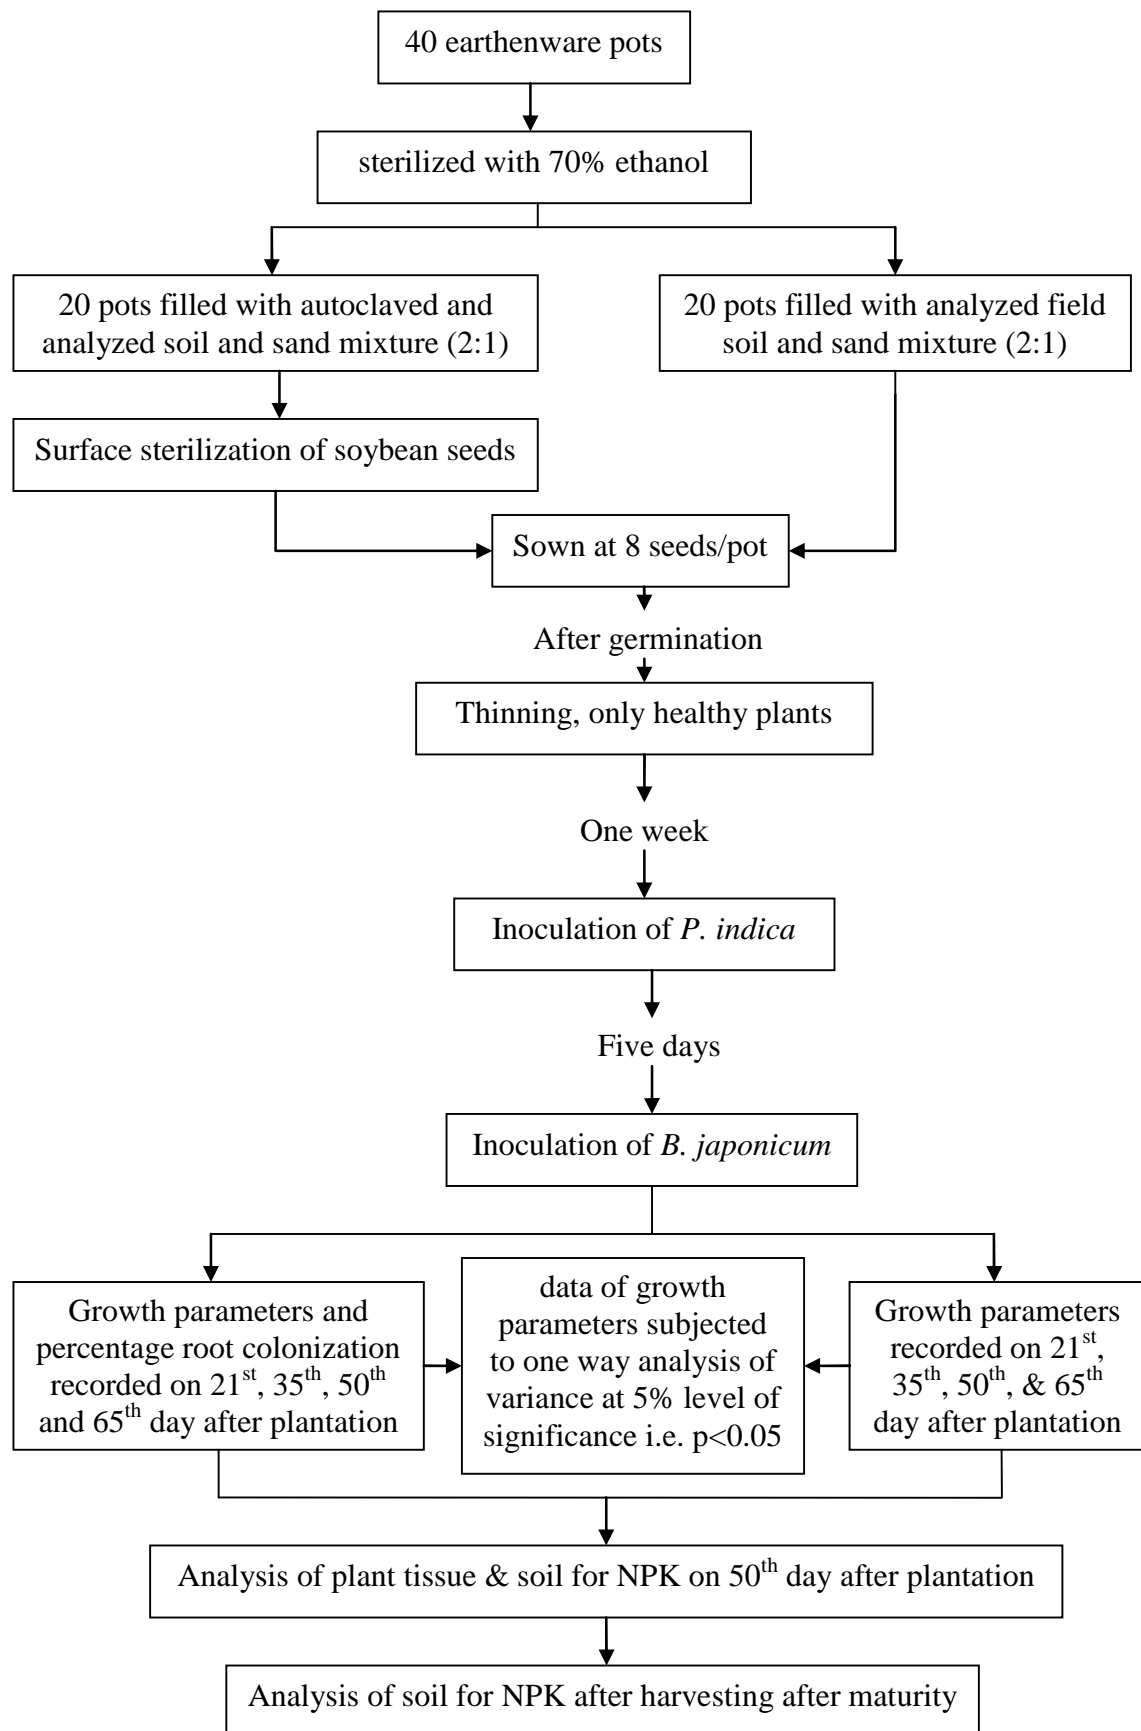 40 earthenware pots
sterilized with 70% ethanol
20 pots filled with autoclaved and
analyzed soil and sand mixture (2:1)
20 pots filled with analyzed field
soil and sand mixture (2:1)
Surface sterilization of soybean seeds
Sown at 8 seeds/pot
After germination
Thinning, only healthy plants
One week
Inoculation of P. indica
Five days
Inoculation of B. japonicum
Growth parameters and
percentage root colonization
recorded on 21st, 35th, 50th
and 65th day after plantation
data of growth
parameters subjected
to one way analysis of
variance at 5% level of
significance i.e. p<0.05
Growth parameters
recorded on 21st,
35th, 50th, & 65th
day after plantation
Analysis of plant tissue & soil for NPK on 50th day after plantation
Analysis of soil for NPK after harvesting after maturity